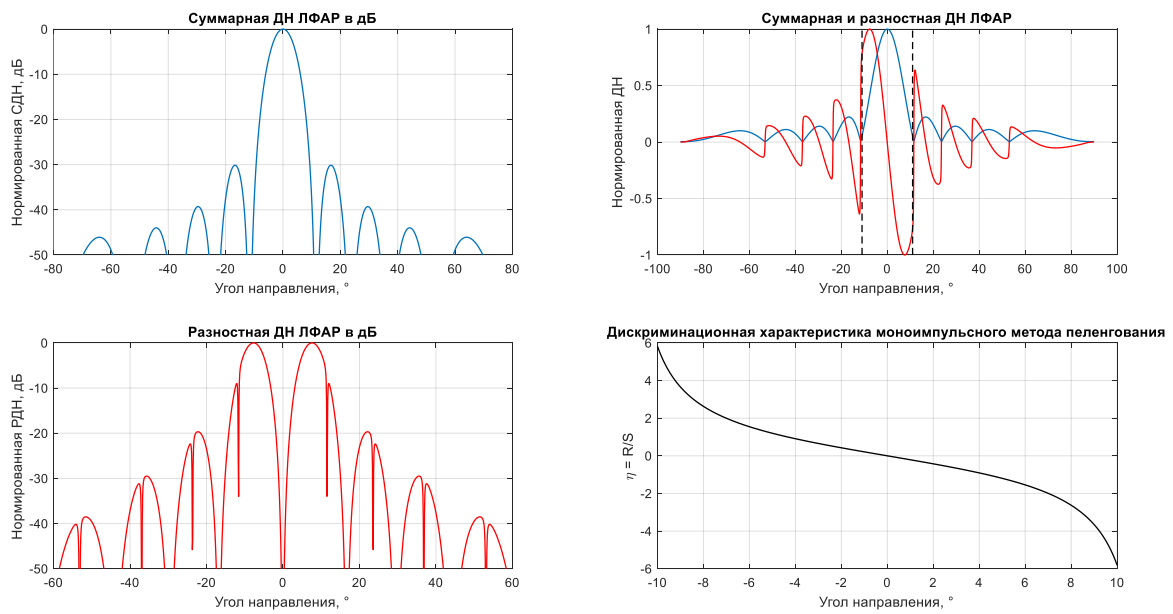 Суммарная ДН ЛФАР в дБ
Нормированная СДН, дБ
0
-10
-20
-30
-40
-50
-80 -60 -40 -20 0 20 40 60 80
Угол направления, °
Суммарная и разностная ДН ЛФАР
Нормированная ДН
1
0.5
0
-0.5
-1
-100 -80 -60 -40 -20 0 20 40 60 80 100
Угол направления, °
Разностная ДН ЛФАР в дБ
Нормированная РДН, дБ
0
-10
-20
-30
-40
-50
-60 -40 -20 0 20 40 60
Угол направления, °
Дискриминационная характеристика моноимпульсного метода пеленгования
η = R/S
6
4
2
0
-2
-4
-6
-10 -8 -6 -4 -2 0 2 4 6 8 10
Угол направления, °